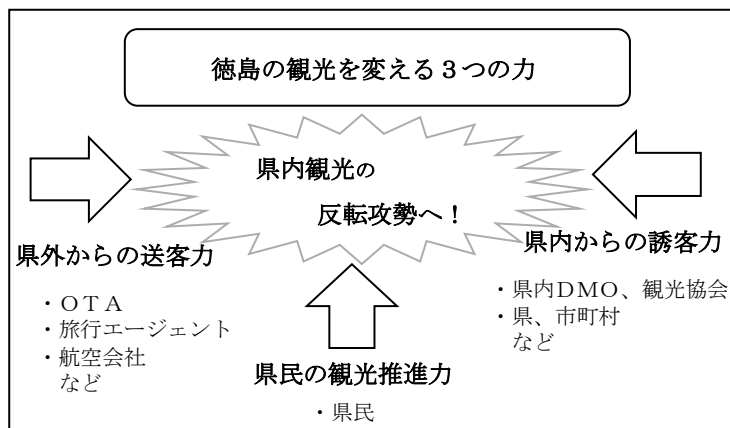 徳島の観光を変える３つの力
県内観光の
反転攻勢へ！
県外からの送客力
・ＯＴＡ
・旅行エージェント
・航空会社
など
県内からの誘客力
・県内ＤＭＯ、観光協会
・県、市町村
など
県民の観光推進力
・県民